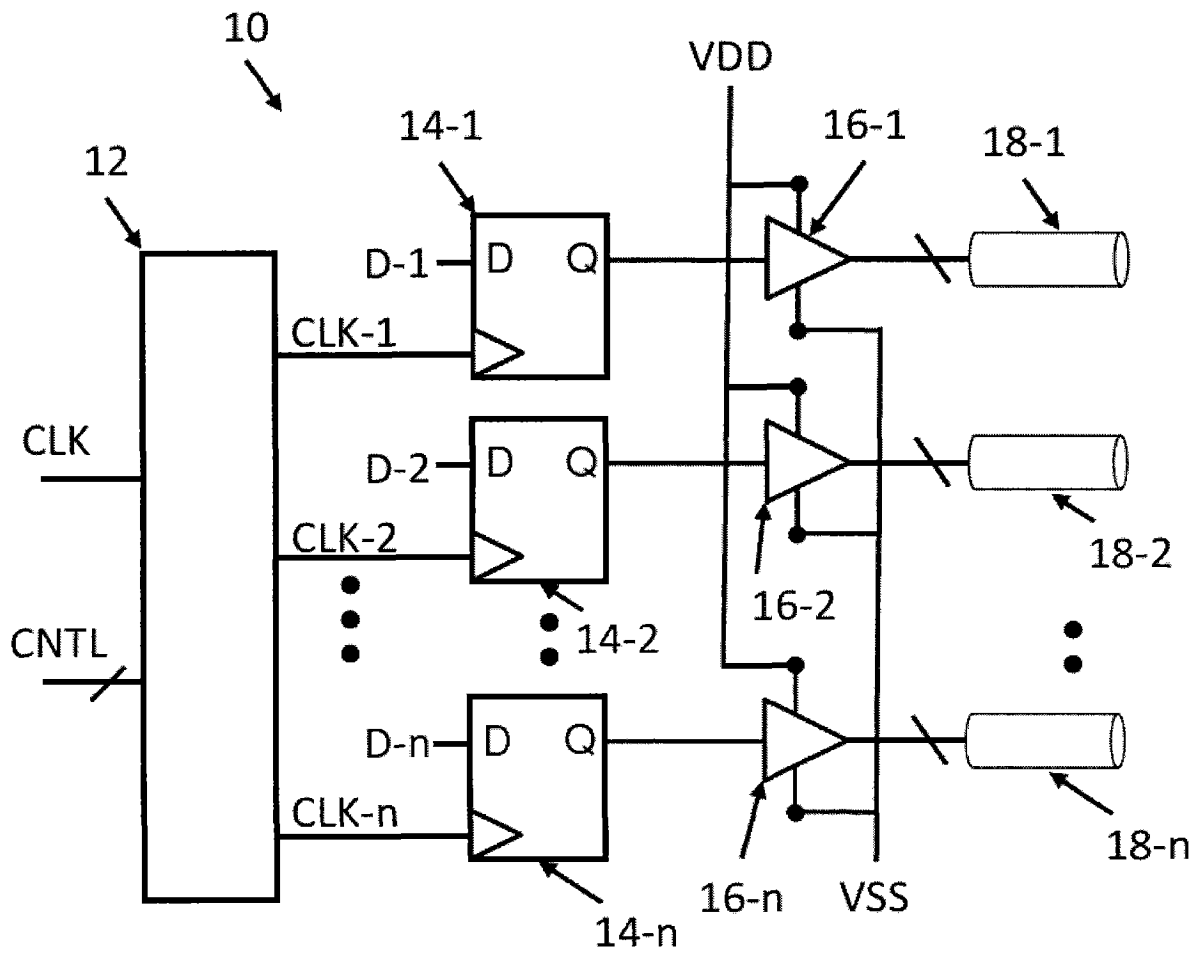 10
VDD
14-1
16-1
18-1
12
D-1
D
Q
CLK-1
CLK
D-2
D
Q
CLK-2
18-2
16-2
14-2
CNTL
D-n
D
Q
CLK-n
18-n
16-n
VSS
14-n